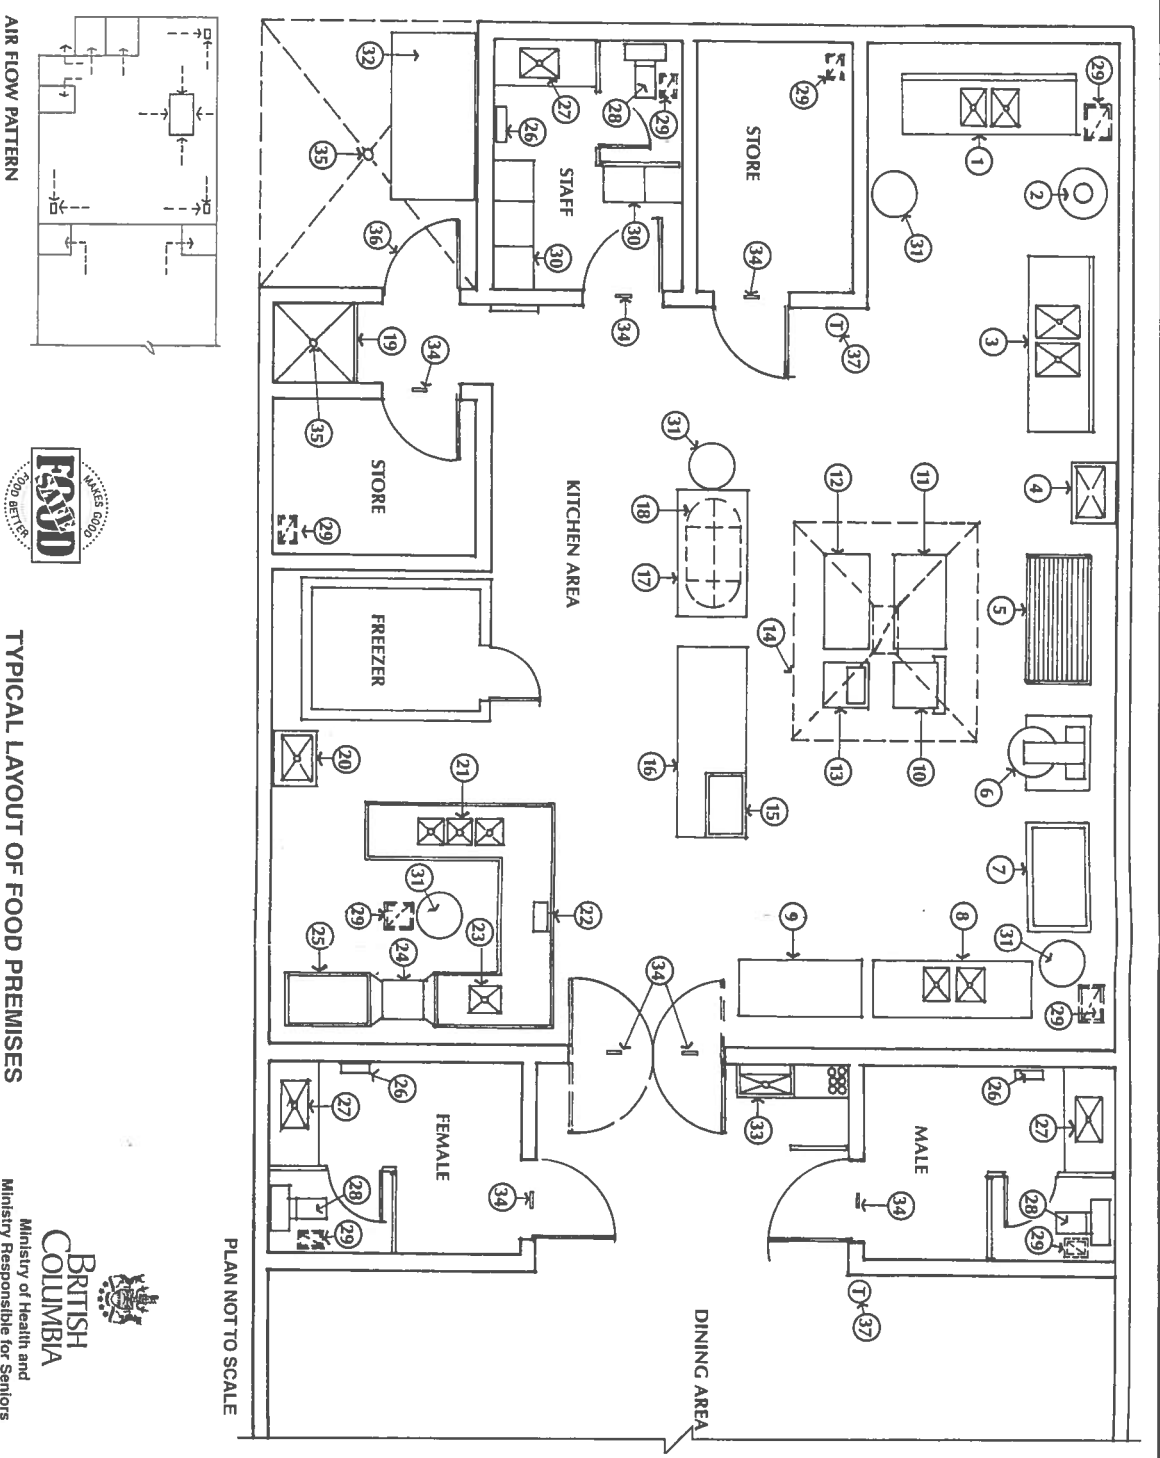 29
29
27
29
2
4
28
31
5
7
26
3
6
1
8
11
MALE
10
31
34
37
T
37
12
13
T
29
9
15
14
33
34
STORE
DINING AREA
31
29
34
16
18
17
30
34
28
22
KITCHEN AREA
STAFF
27
30
26
34
23
21
FEMALE
34
31
24
26
19
STORE
FREEZER
36
32
29
28
29
27
20
29
35
25
35
PLAN NOT TO SCALE
MAKES GOOD
FOOD
SAFE
FOOD BETTER
BRITISH
COLUMBIA
Ministry of Health and
Ministry Responsible for Seniors
AIR FLOW PATTERN
TYPICAL LAYOUT OF FOOD PREMISES